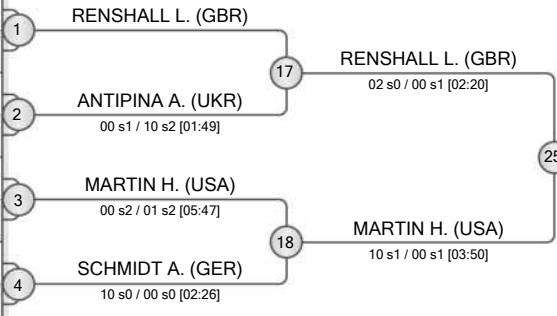 RENSHALL L. (GBR)
1
17
RENSHALL L. (GBR)
02 s0 / 00 s1 [02:20]
ANTIPINA A. (UKR)
2
00 s1 / 10 s2 [01:49]
25
MARTIN H. (USA)
3
00 s2 / 01 s2 [05:47]
18
MARTIN H. (USA)
10 s1 / 00 s1 [03:50]
SCHMIDT A. (GER)
4
10 s0 / 00 s0 [02:26]